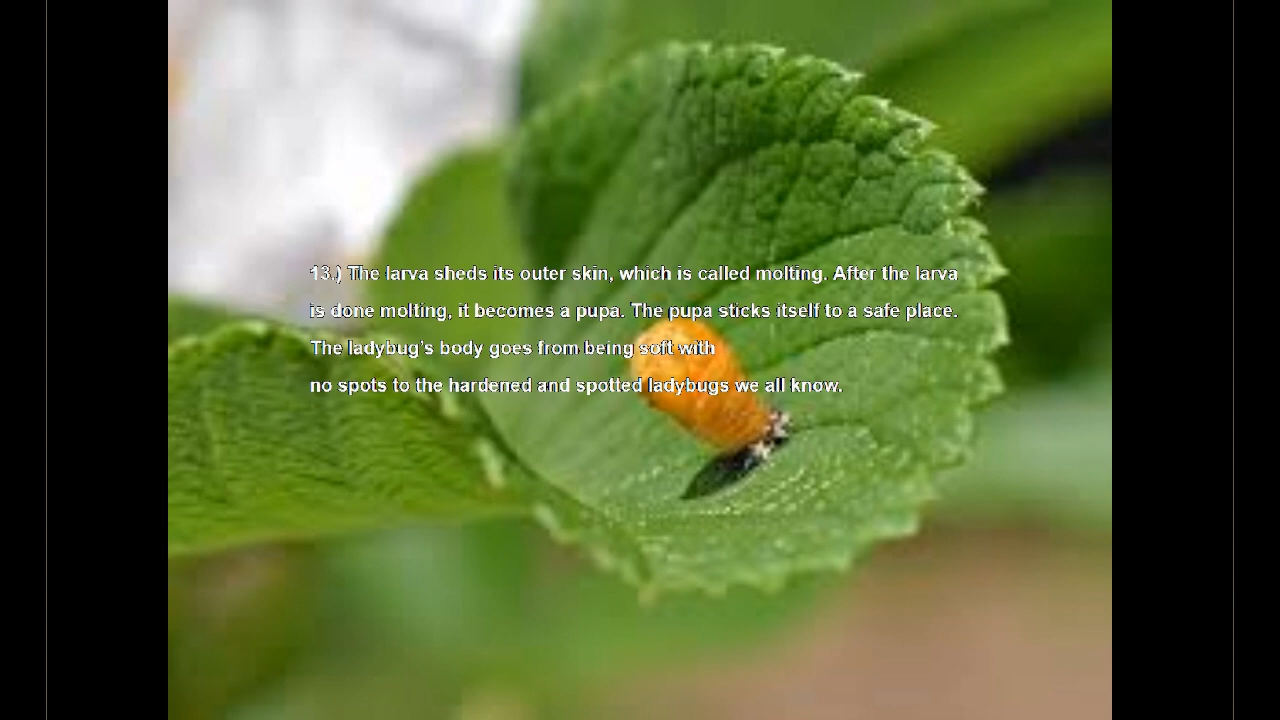 13.) The larva sheds its outer skin, which is called molting. After the larva
is done molting, it becomes a pupa. The pupa sticks itself to a safe place.
The ladybug’s body goes from being soft with
no spots to the hardened and spotted ladybugs we all know.